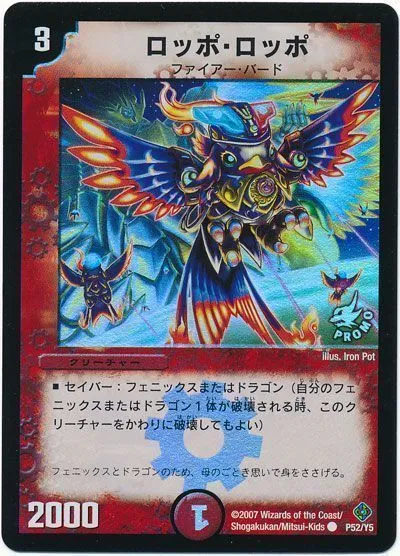 3
ロッポ・ロッポ
ファイアー・バード
PROMO
illus. Iron Pot
クリーチャー
■ セイバー：フェニックスまたはドラゴン（自分のフェ
ニックスまたはドラゴン１体が破壊される時、このク
リーチャーをかわりに破壊してもよい）
フェニックスとドラゴンのため、母のごとき思いで身をささげる。
2000
1
©2007 Wizards of the Coast/
Shogakukan/Mitsui-Kids
P52/Y5